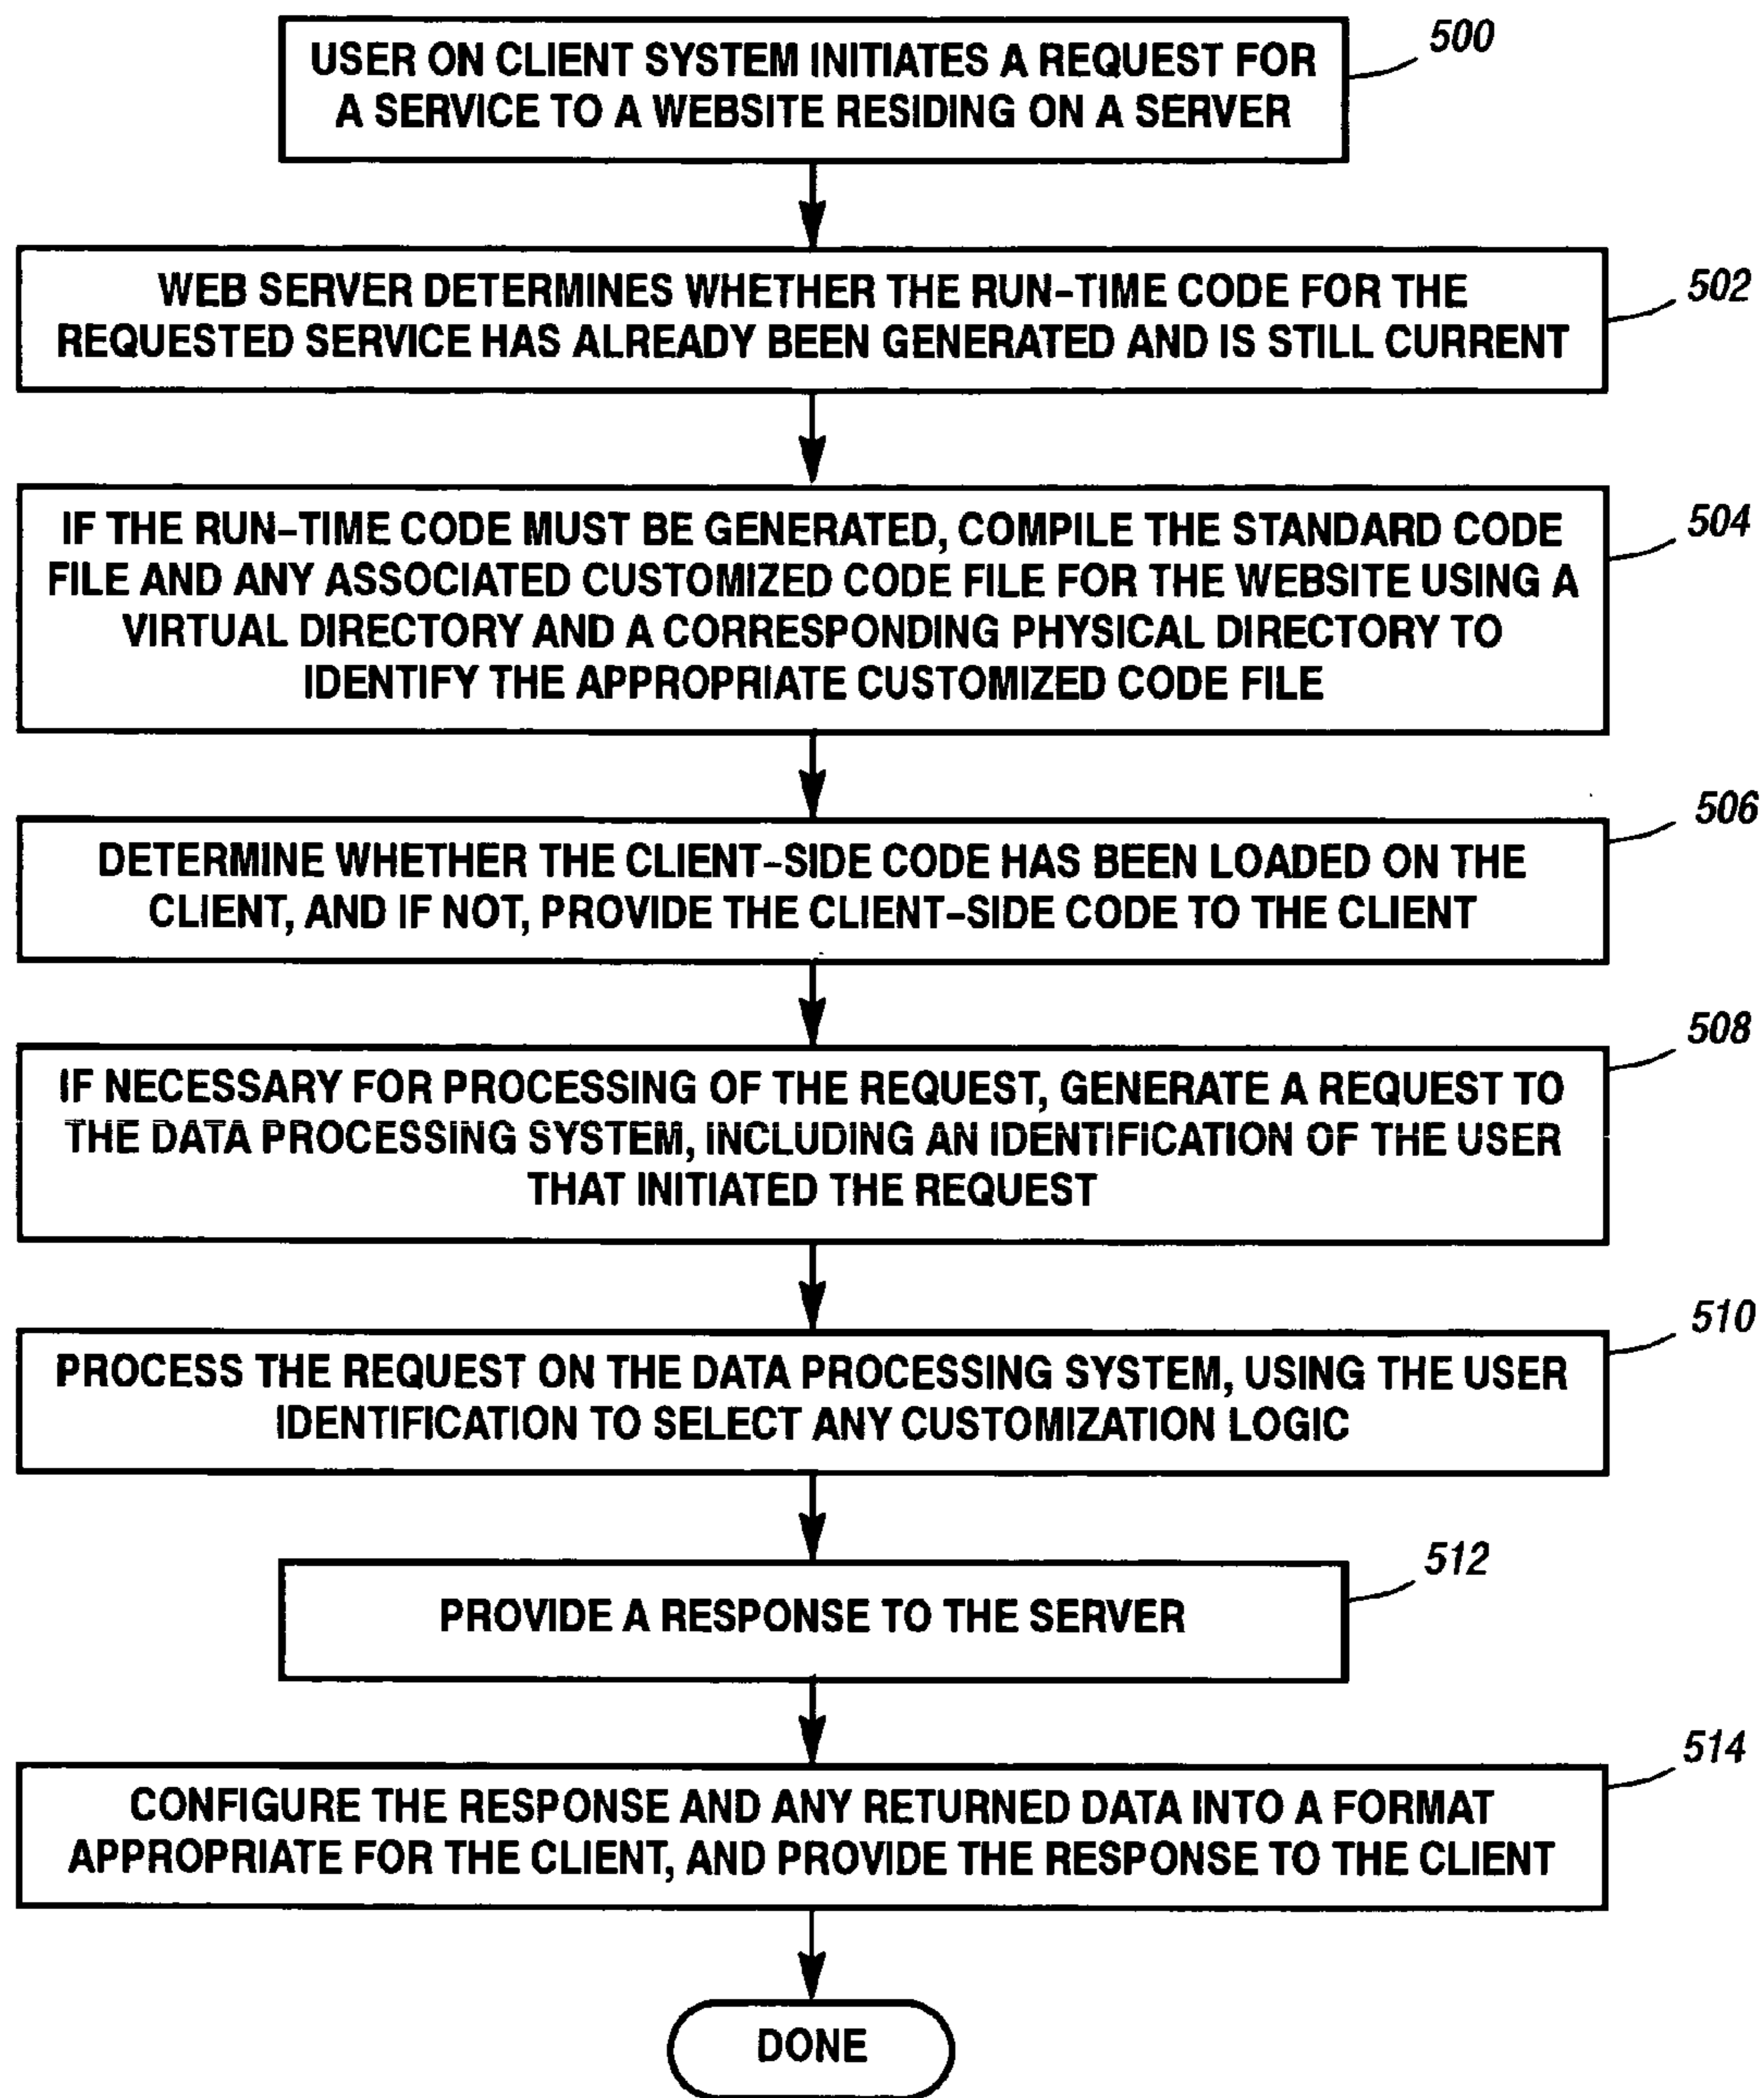 USER ON CLIENT SYSTEM INITIATES A REQUEST FOR
A SERVICE TO A WEBSITE RESIDING ON A SERVER
500
WEB SERVER DETERMINES WHETHER THE RUN-TIME CODE FOR THE
REQUESTED SERVICE HAS ALREADY BEEN GENERATED AND IS STILL CURRENT
502
IF THE RUN-TIME CODE MUST BE GENERATED, COMPILE THE STANDARD CODE
FILE AND ANY ASSOCIATED CUSTOMIZED CODE FILE FOR THE WEBSITE USING A
VIRTUAL DIRECTORY AND A CORRESPONDING PHYSICAL DIRECTORY TO
IDENTIFY THE APPROPRIATE CUSTOMIZED CODE FILE
504
DETERMINE WHETHER THE CLIENT-SIDE CODE HAS BEEN LOADED ON THE
CLIENT, AND IF NOT, PROVIDE THE CLIENT-SIDE CODE TO THE CLIENT
506
IF NECESSARY FOR PROCESSING OF THE REQUEST, GENERATE A REQUEST TO
THE DATA PROCESSING SYSTEM, INCLUDING AN IDENTIFICATION OF THE USER
THAT INITIATED THE REQUEST
508
PROCESS THE REQUEST ON THE DATA PROCESSING SYSTEM, USING THE USER
IDENTIFICATION TO SELECT ANY CUSTOMIZATION LOGIC
510
PROVIDE A RESPONSE TO THE SERVER
512
CONFIGURE THE RESPONSE AND ANY RETURNED DATA INTO A FORMAT
APPROPRIATE FOR THE CLIENT, AND PROVIDE THE RESPONSE TO THE CLIENT
514
DONE